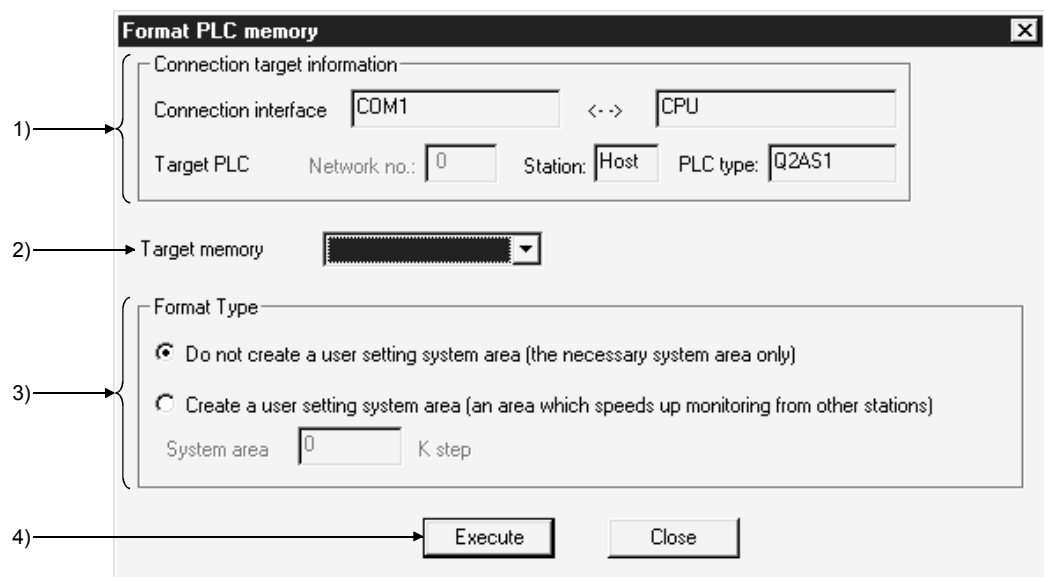 Format PLC memory
Connection target information
1) Connection interface COM1 <--> CPU
Target PLC Network no.: 0 Station: Host PLC type: Q2AS1
2) Target memory
Format Type
Do not create a user setting system area (the necessary system area only)
3) Create a user setting system area (an area which speeds up monitoring from other stations)
System area 0 K step
4) Execute Close